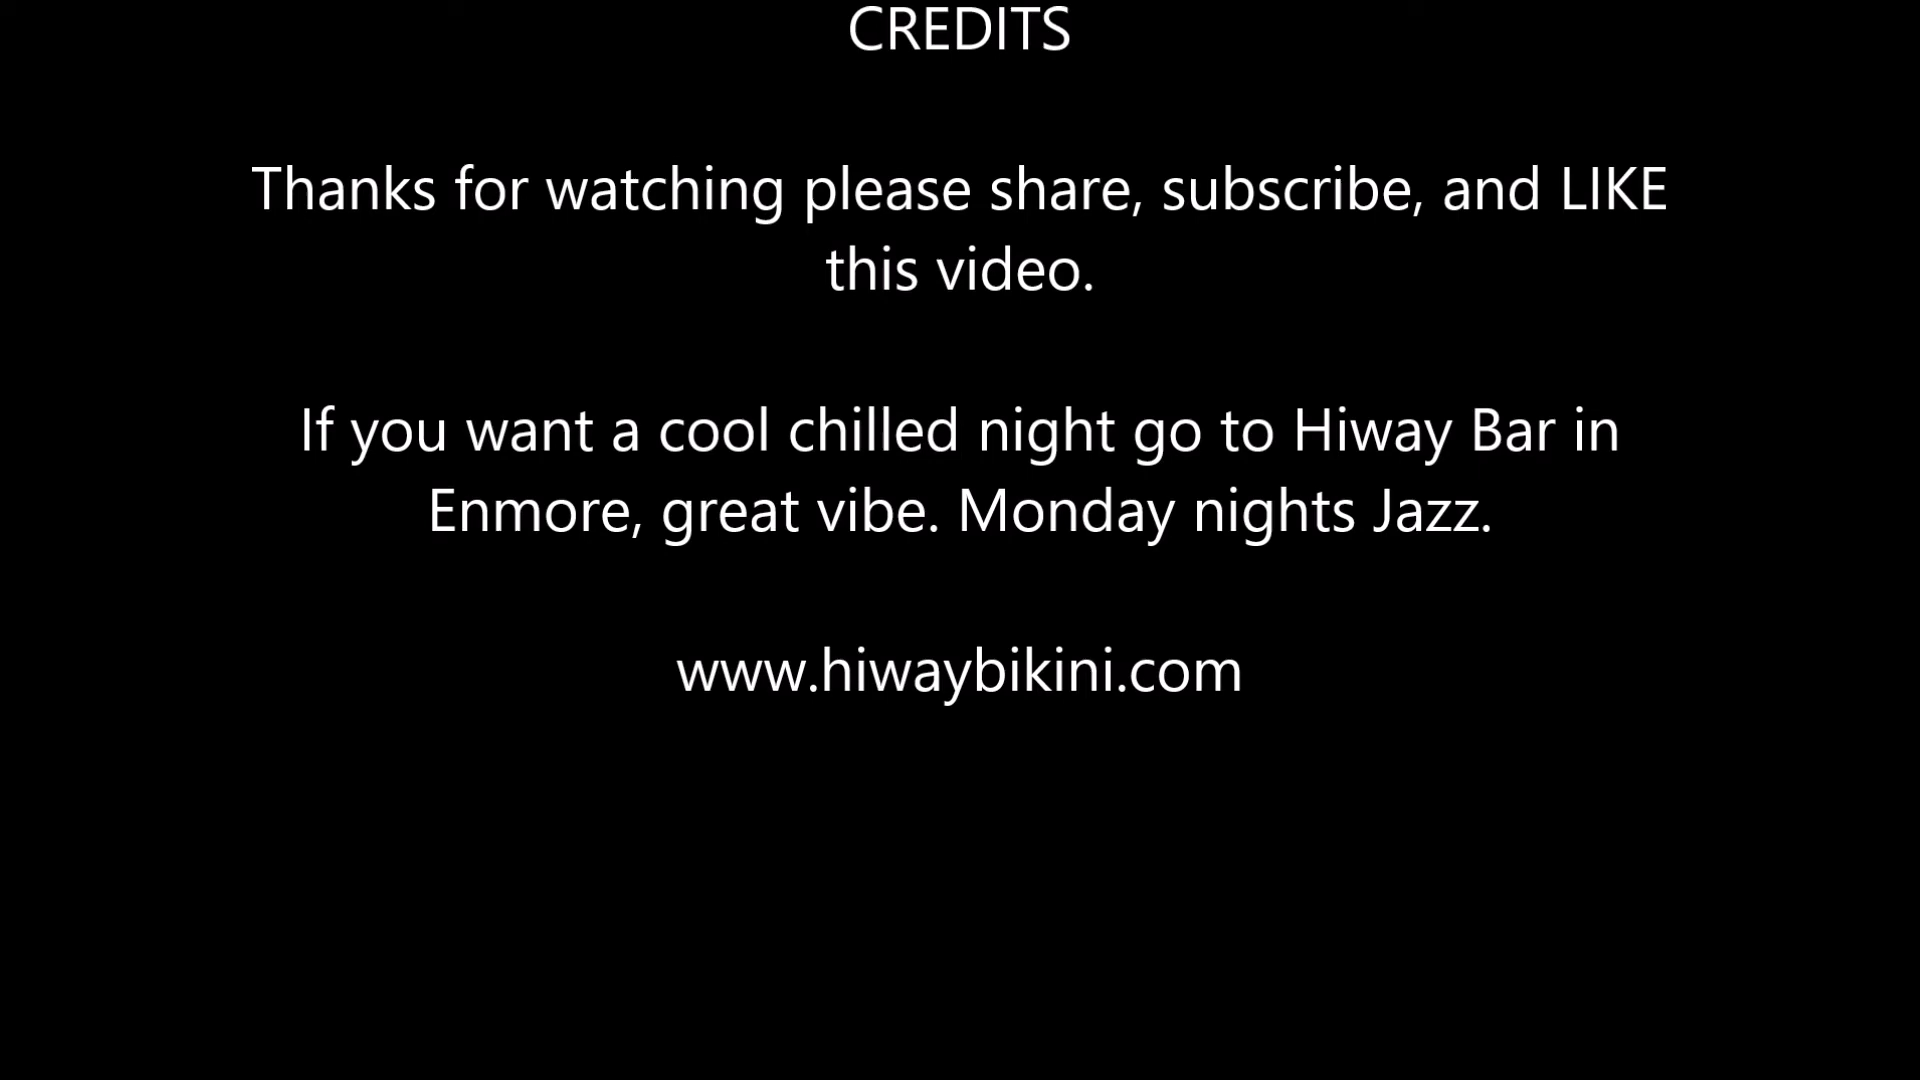 CREDITS
Thanks for watching please share, subscribe, and LIKE
this video.
If you want a cool chilled night go to Hiway Bar in
Enmore, great vibe. Monday nights Jazz.
www.hiwaybikini.com